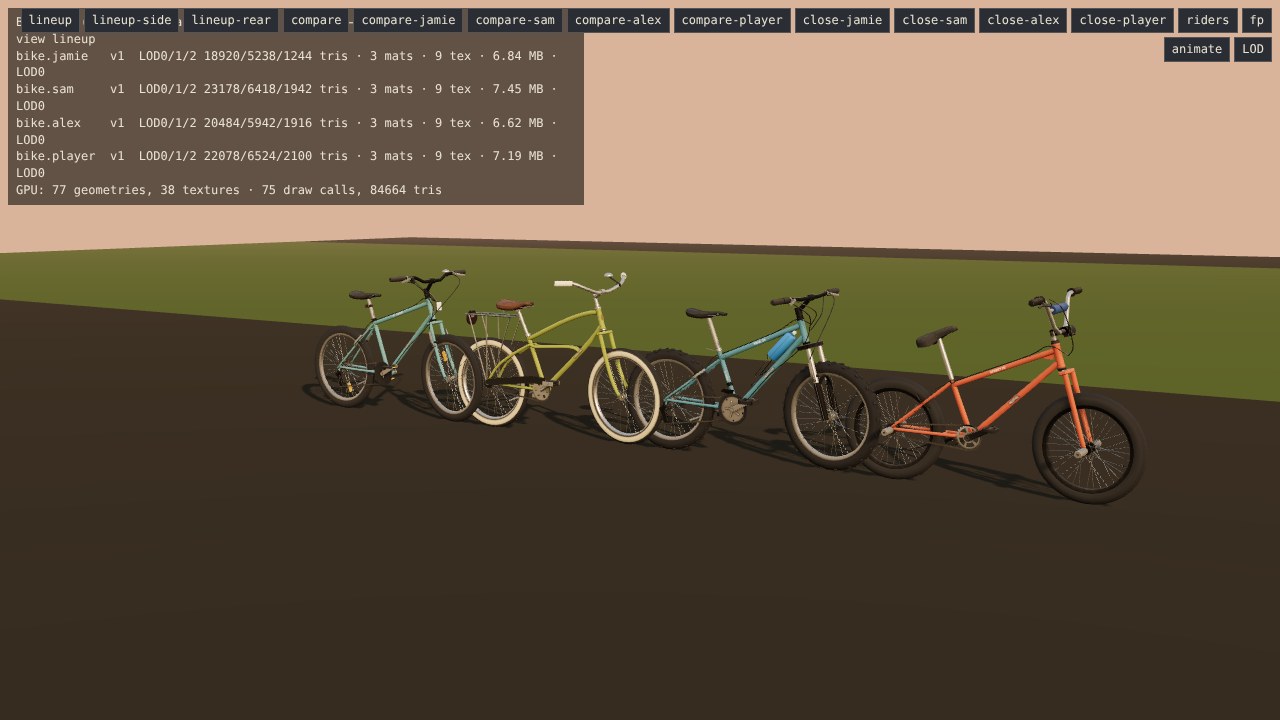 lineup lineup-side lineup-rear compare compare-jamie compare-sam compare-alex compare-player close-jamie close-sam close-alex close-player riders fp
animate LOD
view lineup
bike.jamie v1 LOD0/1/2 18920/5238/1244 tris · 3 mats · 9 tex · 6.84 MB ·
LOD0
bike.sam v1 LOD0/1/2 23178/6418/1942 tris · 3 mats · 9 tex · 7.45 MB ·
LOD0
bike.alex v1 LOD0/1/2 20484/5942/1916 tris · 3 mats · 9 tex · 6.62 MB ·
LOD0
bike.player v1 LOD0/1/2 22078/6524/2100 tris · 3 mats · 9 tex · 7.19 MB ·
LOD0
GPU: 77 geometries, 38 textures · 75 draw calls, 84664 tris